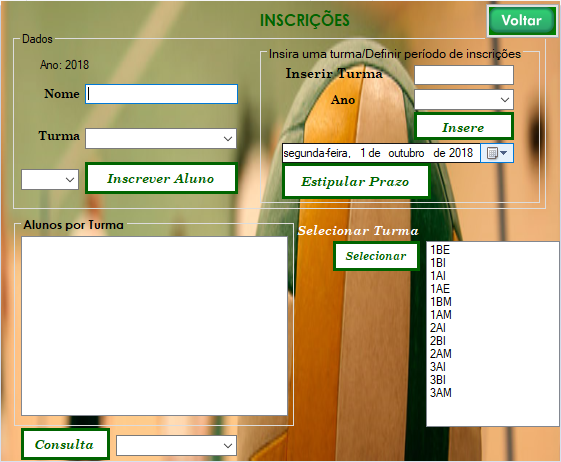 INSCRIÇÕES
Voltar
Dados
Ano: 2018
Nome
Turma
Inscrever Aluno
Insira uma turma/Definir período de inscrições
Inserir Turma
Ano
Insere
segunda-feira, 1 de outubro de 2018
Estipular Prazo
Alunos por Turma
Selecionar Turma
Selecionar
1BE
1BI
1AI
1AE
1BM
1AM
2AI
2BI
2AM
3AI
3BI
3AM
Consulta